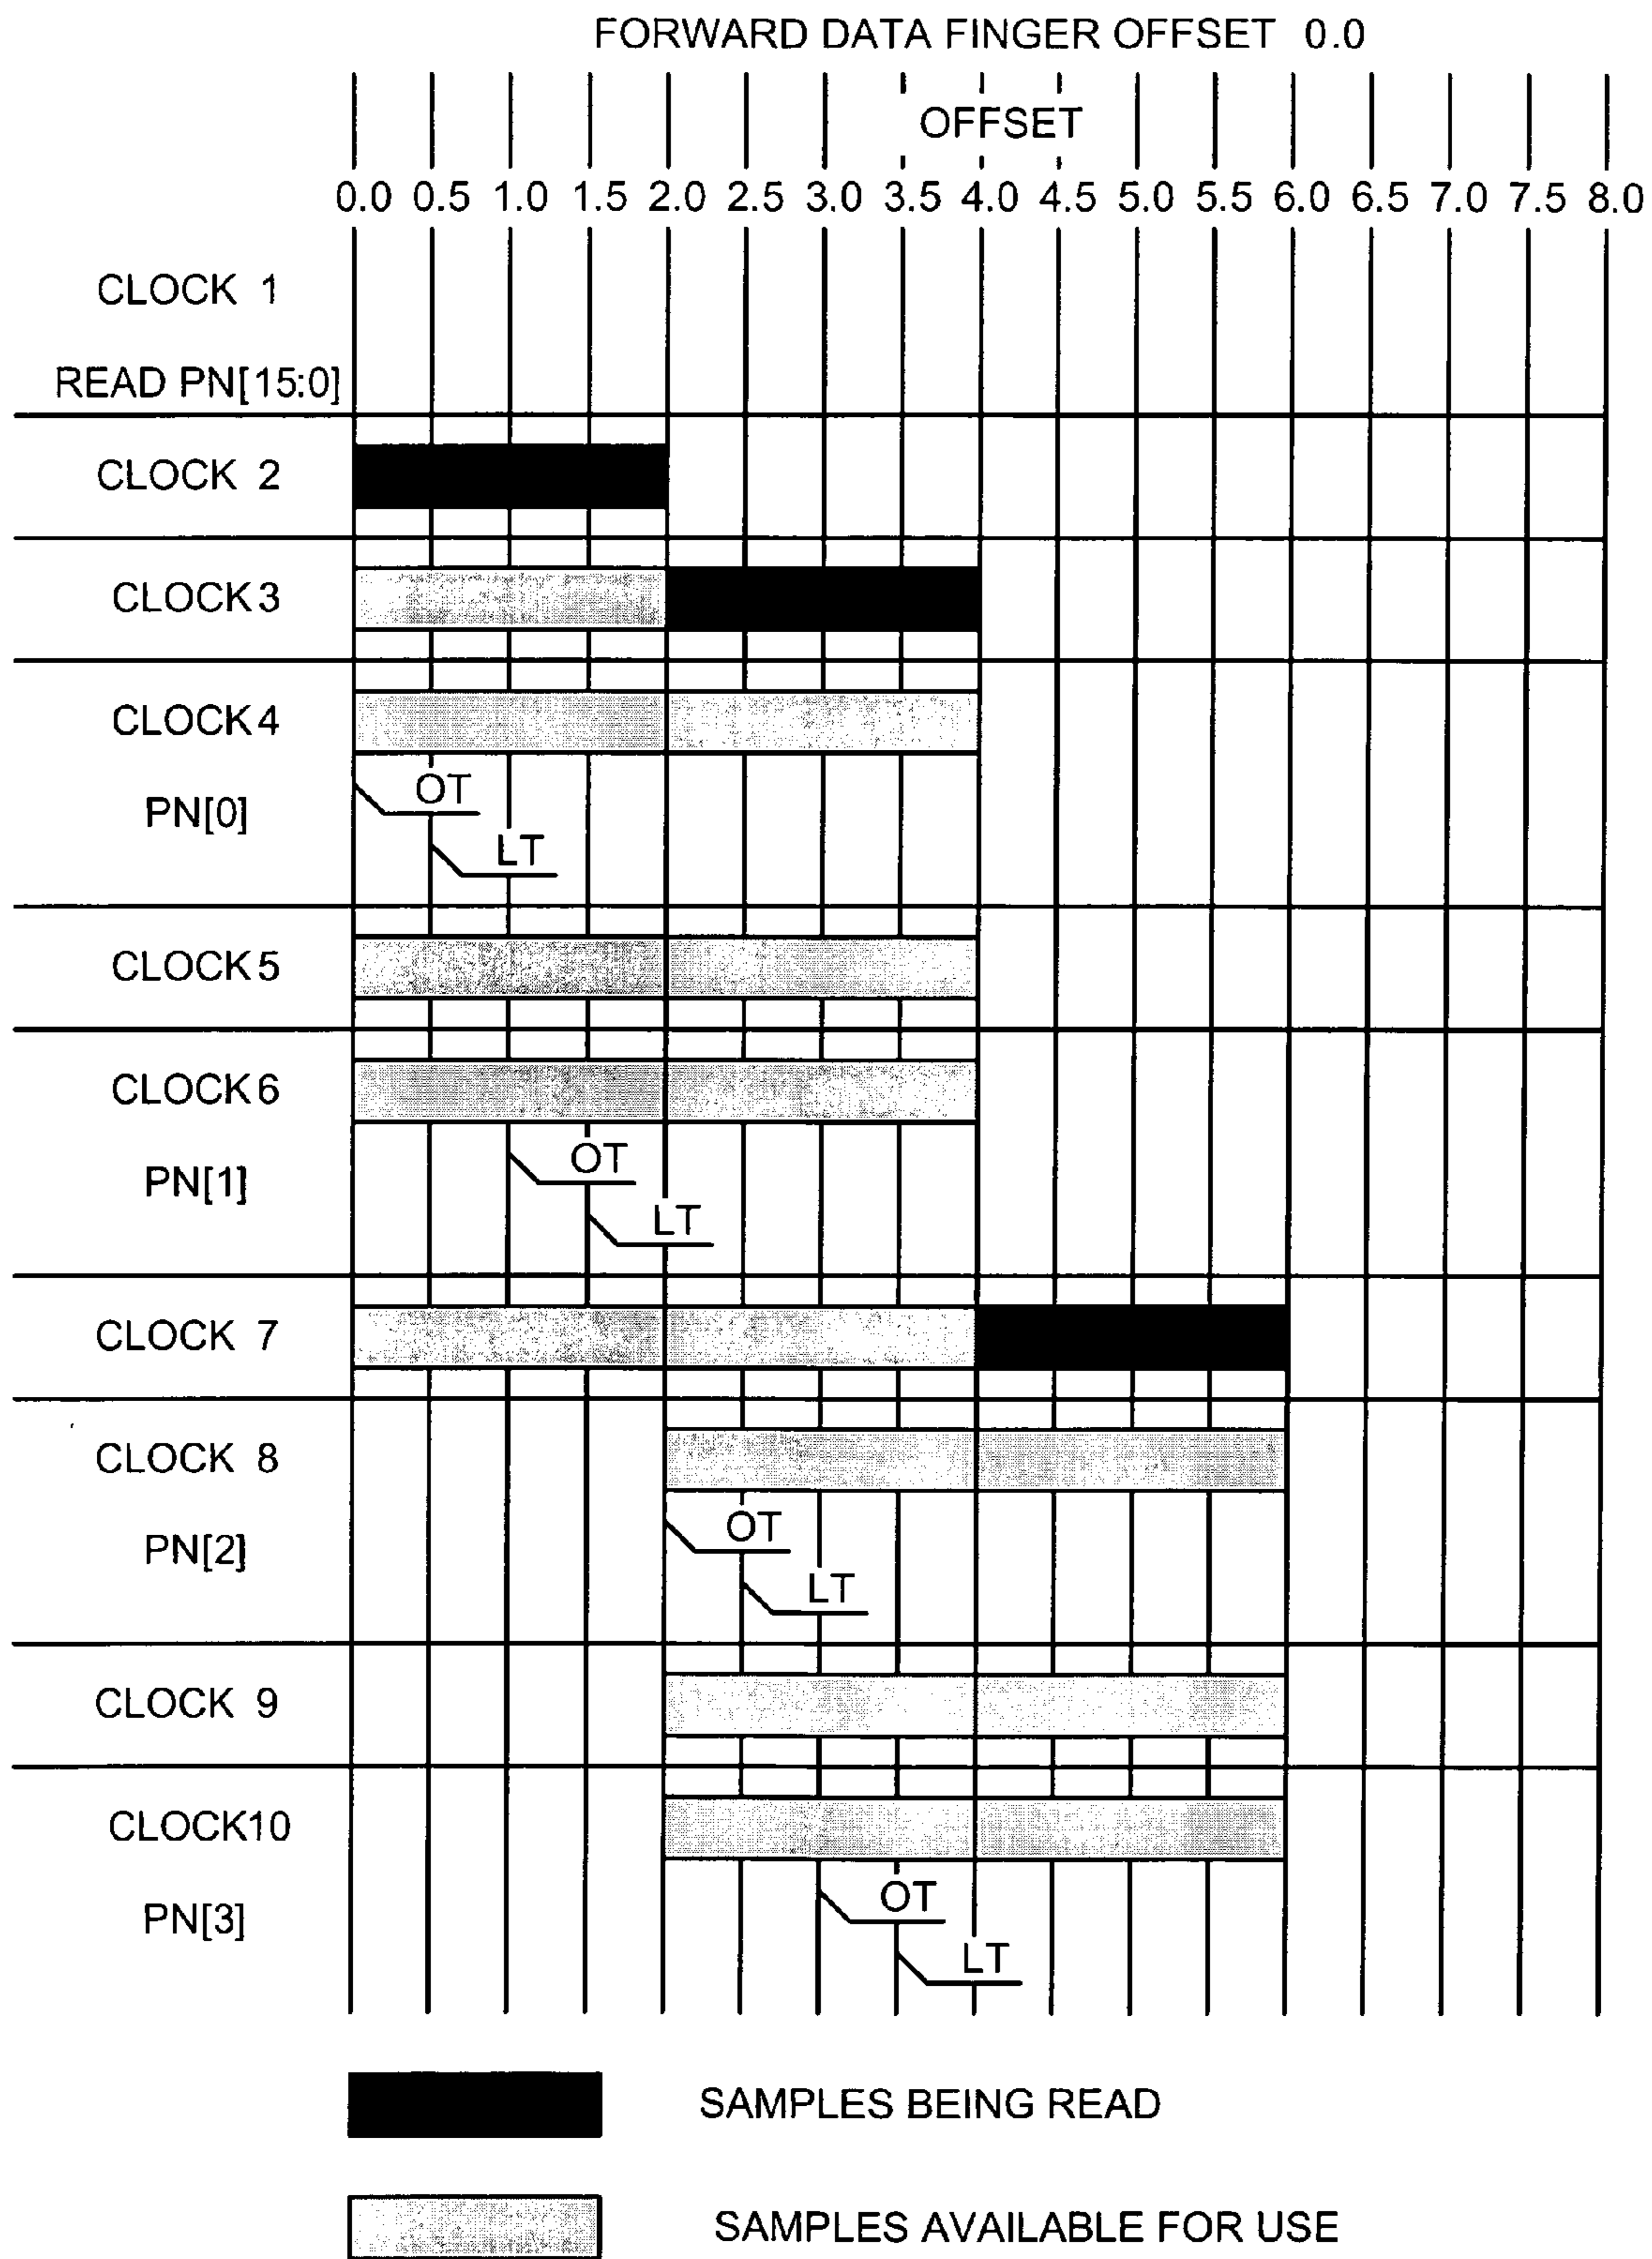 FORWARD DATA FINGER OFFSET 0.0
OFFSET
0.0 0.5 1.0 1.5 2.0 2.5 3.0 3.5 4.0 4.5 5.0 5.5 6.0 6.5 7.0 7.5 8.0
CLOCK 1
READ PN[15:0]
CLOCK 2
CLOCK 3
CLOCK 4
OT
PN[0]
LT
CLOCK 5
CLOCK 6
OT
PN[1]
LT
CLOCK 7
CLOCK 8
OT
PN[2]
LT
CLOCK 9
CLOCK10
OT
PN[3]
LT
SAMPLES BEING READ
SAMPLES AVAILABLE FOR USE